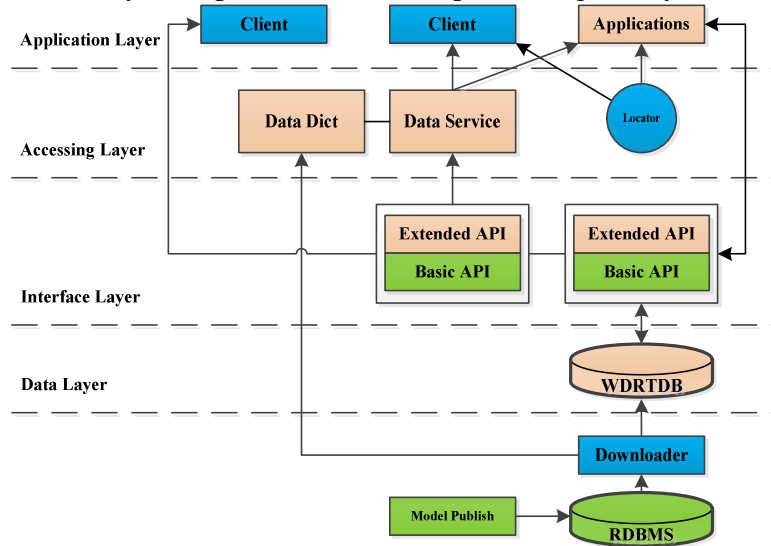 Client
Client
Applications
Application Layer
Data Dict
Data Service
Locator
Accessing Layer
Extended API
Extended API
Basic API
Basic API
Interface Layer
WDRTDB
Data Layer
Downloader
Model Publish
RDBMS